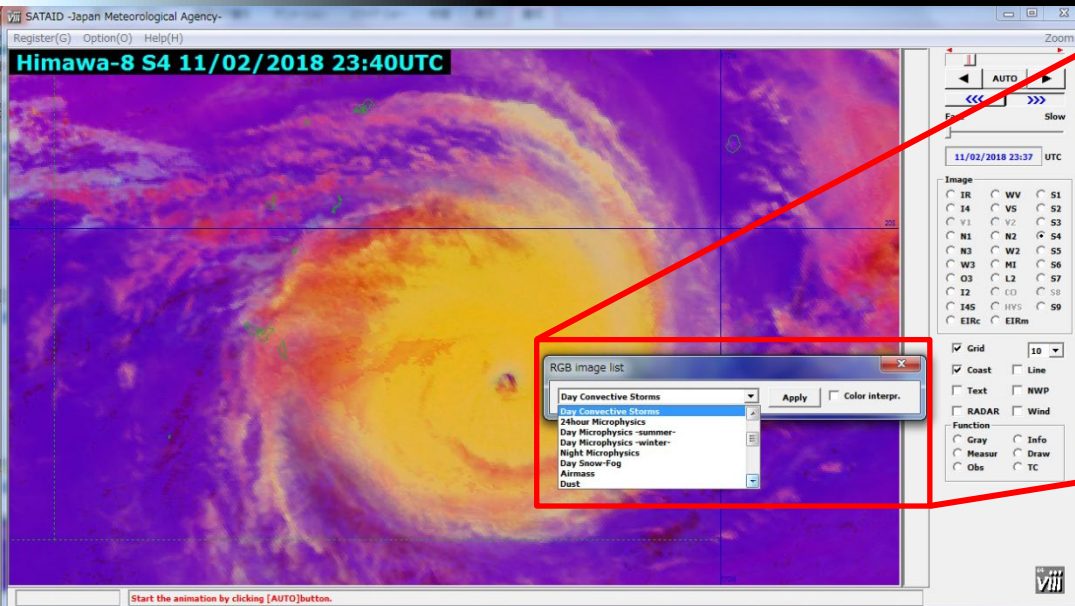 SATAID -Japan Meteorological Agency-
Register(G) Option(O) Help(H) Zoom
Himawa-8 S4 11/02/2018 23:40UTC
AUTO
<<< >>>
Fast Slow
11/02/2018 23:37 UTC
Image
IR WV S1
I4 VS S2
V1 V2 S3
N1 N2 S4
N3 W2 S5
W3 MI S6
O3 L2 S7
I2 CO S8
I4S HVS S9
EIRc EIRm
Grid 10
Coast Line
Text NWP
RADAR Wind
Function
Gray Info
Measur Draw
Obs TC
20S
RGB image list
Day Convective Storms Apply Color interpr.
Day Convective Storms
24hour Microphysics
Day Microphysics -summer-
Day Microphysics -winter-
Night Microphysics
Day Snow-Fog
Airmass
Dust
Viii
Start the animation by clicking [AUTO]button.